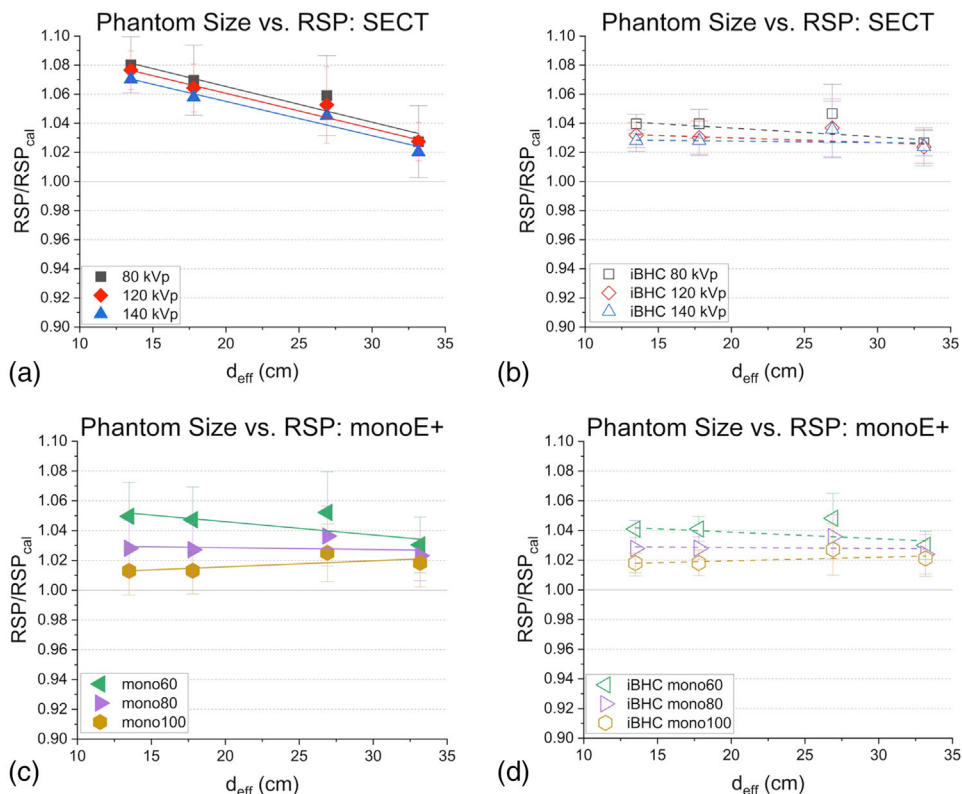 Phantom Size vs. RSP: SECT
1.10
1.08
1.06
1.04
1.02
1.00
0.98
0.96
0.94
0.92
0.90
RSP/RSPcal
80 kVp
120 kVp
140 kVp
10 15 20 25 30 35
deff (cm)
(a)
Phantom Size vs. RSP: SECT
1.10
1.08
1.06
1.04
1.02
1.00
0.98
0.96
0.94
0.92
0.90
RSP/RSPcal
iBHC 80 kVp
iBHC 120 kVp
iBHC 140 kVp
10 15 20 25 30 35
deff (cm)
(b)
Phantom Size vs. RSP: monoE+
1.10
1.08
1.06
1.04
1.02
1.00
0.98
0.96
0.94
0.92
0.90
RSP/RSPcal
mono60
mono80
mono100
10 15 20 25 30 35
deff (cm)
(c)
Phantom Size vs. RSP: monoE+
1.10
1.08
1.06
1.04
1.02
1.00
0.98
0.96
0.94
0.92
0.90
RSP/RSPcal
iBHC mono60
iBHC mono80
iBHC mono100
10 15 20 25 30 35
deff (cm)
(d)